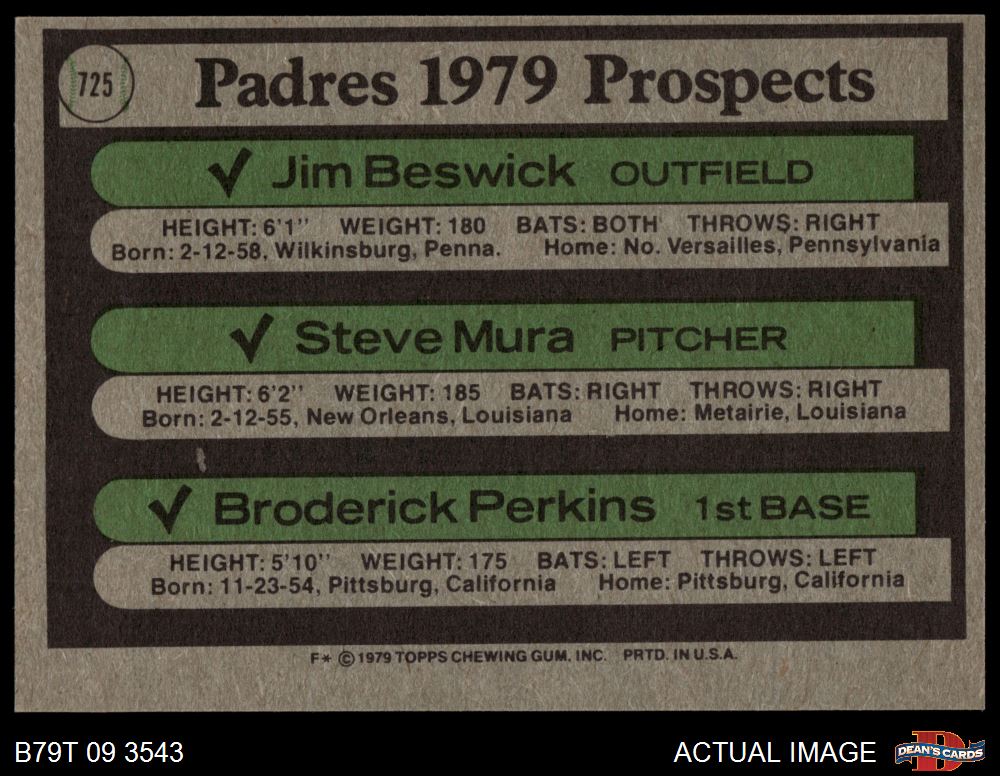 725
Padres 1979 Prospects
✓ Jim Beswick OUTFIELD
HEIGHT: 6'1" WEIGHT: 180 BATS: BOTH THROWS: RIGHT
Born: 2-12-58, Wilkinsburg, Penna. Home: No. Versailles, Pennsylvania
✓ Steve Mura PITCHER
HEIGHT: 6'2" WEIGHT: 185 BATS: RIGHT THROWS: RIGHT
Born: 2-12-55, New Orleans, Louisiana Home: Metairie, Louisiana
✓ Broderick Perkins 1st BASE
HEIGHT: 5'10" WEIGHT: 175 BATS: LEFT THROWS: LEFT
Born: 11-23-54, Pittsburg, California Home: Pittsburg, California
F* © 1979 TOPPS CHEWING GUM, INC. PRTD. IN U.S.A.
B79T 09 3543 ACTUAL IMAGE D DEAN'S CARDS